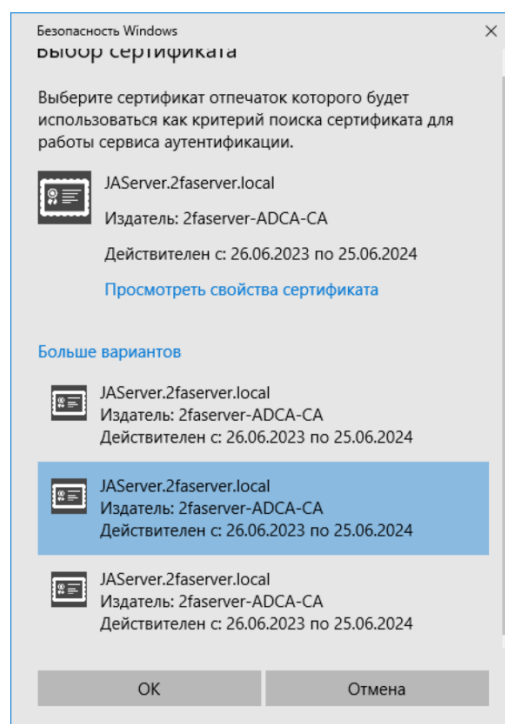 Безопасность Windows
Выбор сертификата
Выберите сертификат отпечаток которого будет
использоваться как критерий поиска сертификата для
работы сервиса аутентификации.
JAServer.2faserver.local
Издатель: 2faserver-ADCA-CA
Действителен с: 26.06.2023 по 25.06.2024
Просмотреть свойства сертификата
Больше вариантов
JAServer.2faserver.local
Издатель: 2faserver-ADCA-CA
Действителен с: 26.06.2023 по 25.06.2024
JAServer.2faserver.local
Издатель: 2faserver-ADCA-CA
Действителен с: 26.06.2023 по 25.06.2024
JAServer.2faserver.local
Издатель: 2faserver-ADCA-CA
Действителен с: 26.06.2023 по 25.06.2024
OK
Отмена